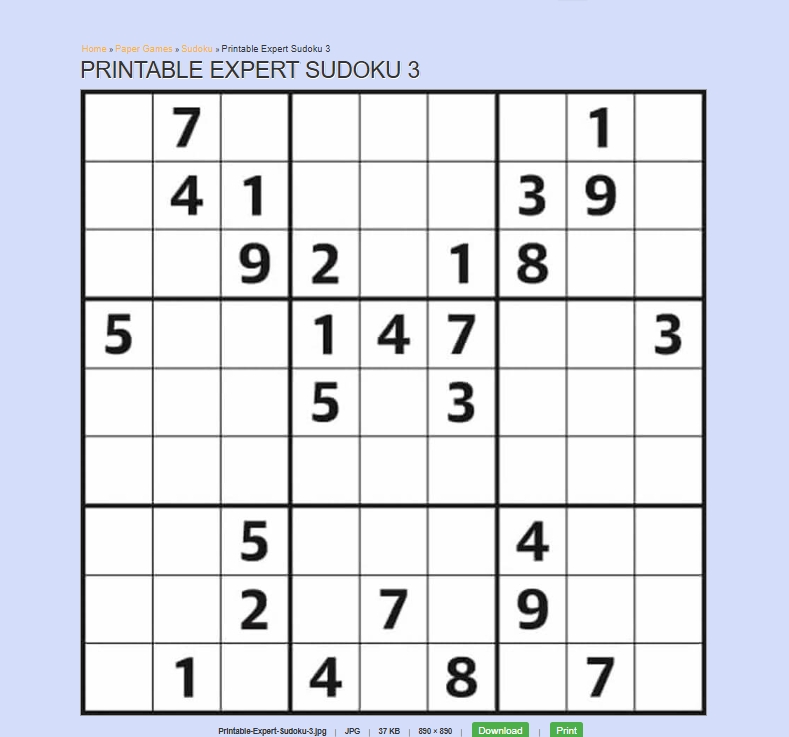 Home » Paper Games » Sudoku » Printable Expert Sudoku 3
PRINTABLE EXPERT SUDOKU 3
7 1
4 1 3 9
9 2 1 8
5 1 4 7 3
5 3
5 4
2 7 9
1 4 8 7
Printable-Expert-Sudoku-3.jpg | JPG | 37 KB | 890 × 890 | Download | Print